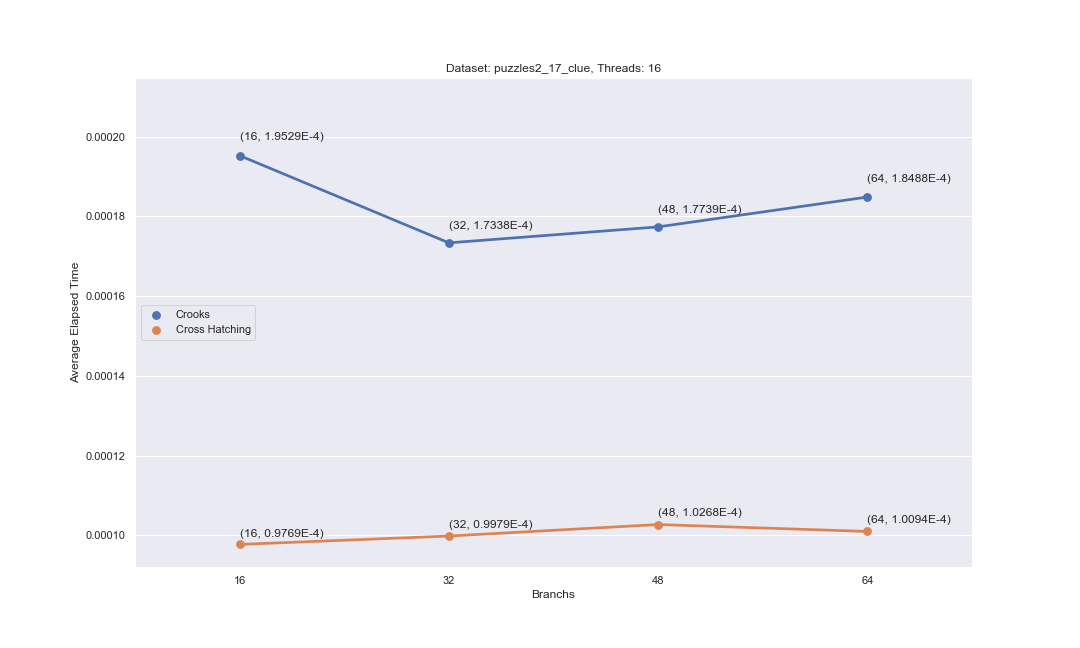 Dataset: puzzles2_17_clue, Threads: 16
(16, 1.9529E-4)
(32, 1.7338E-4)
(48, 1.7739E-4)
(64, 1.8488E-4)
(16, 0.9769E-4)
(32, 0.9979E-4)
(48, 1.0268E-4)
(64, 1.0094E-4)
Crooks
Cross Hatching
Average Elapsed Time
0.00020
0.00018
0.00016
0.00014
0.00012
0.00010
16 32 48 64
Branchs